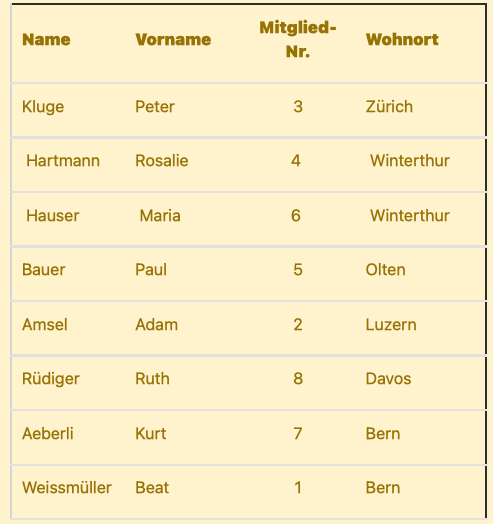 Name Vorname Mitglied-Nr. Wohnort
Kluge Peter 3 Zürich
Hartmann Rosalie 4 Winterthur
Hauser Maria 6 Winterthur
Bauer Paul 5 Olten
Amsel Adam 2 Luzern
Rüdiger Ruth 8 Davos
Aeberli Kurt 7 Bern
Weissmüller Beat 1 Bern